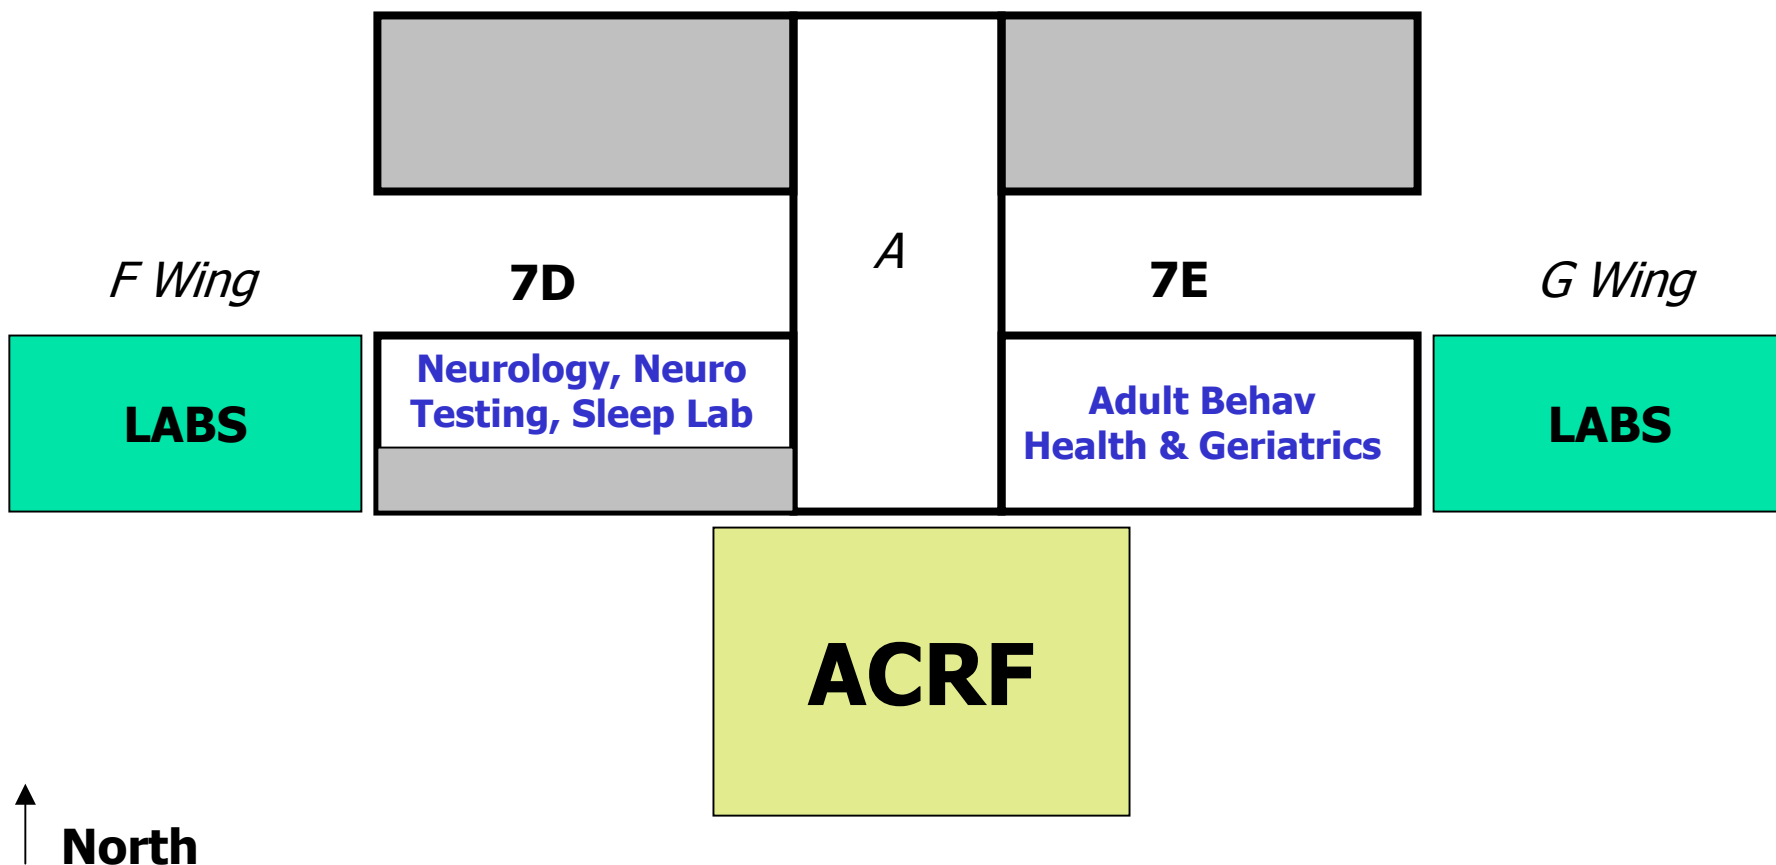 A
F Wing
7D
7E
G Wing
LABS
Neurology, Neuro
Testing, Sleep Lab
Adult Behav
Health & Geriatrics
LABS
ACRF
North